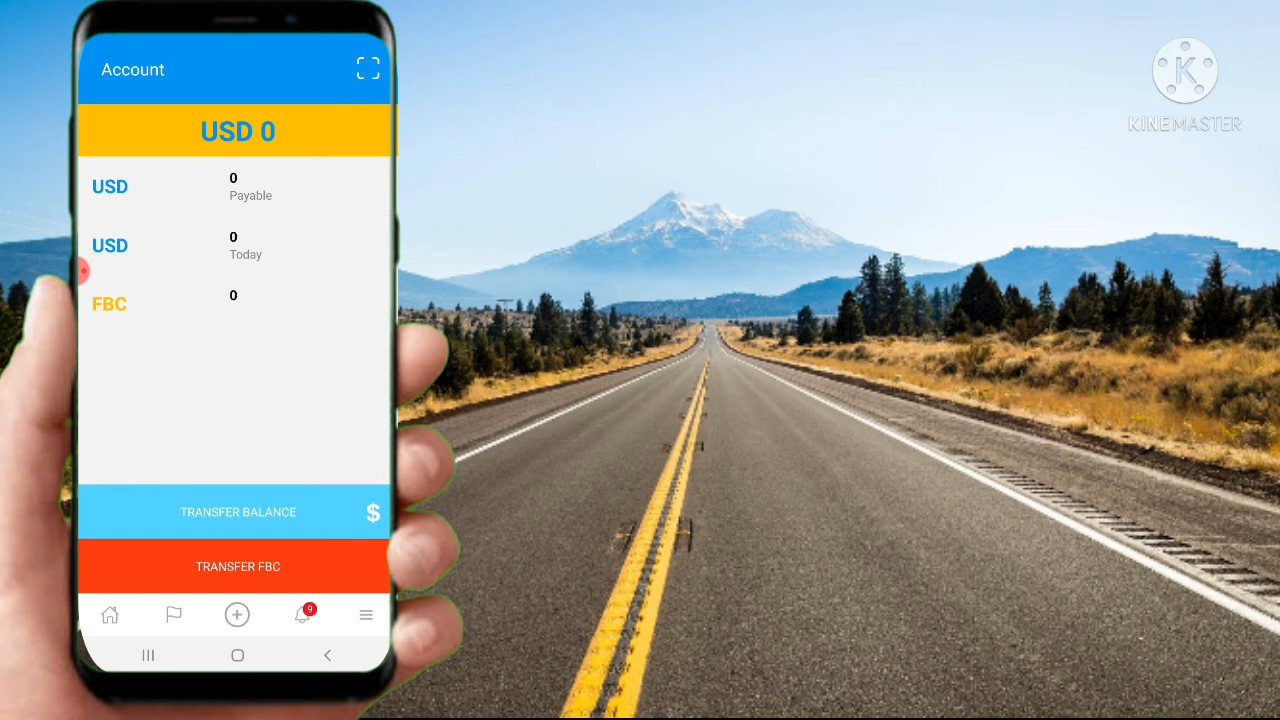 Account
USD 0
USD
0
Payable
USD
0
Today
FBC
0
TRANSFER BALANCE $
TRANSFER FBC
9
K
KINEMASTER